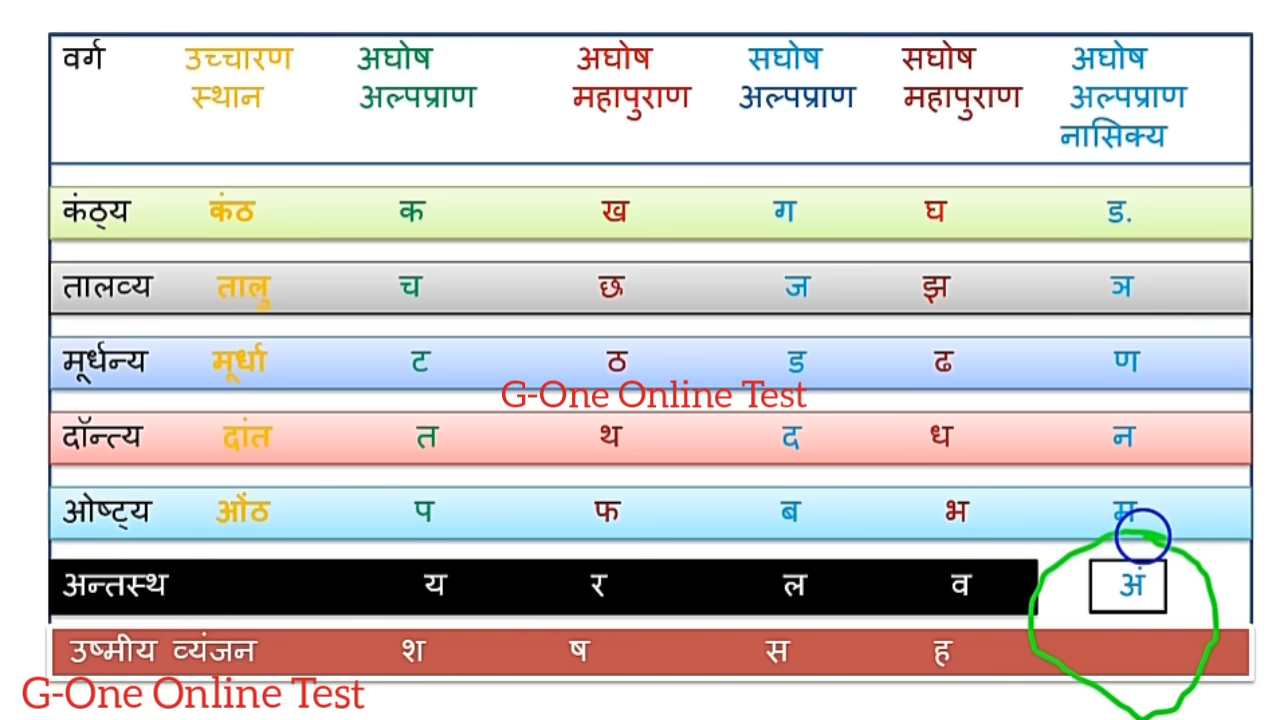 वर्ग उच्चारण अघोष अघोष सघोष सघोष अघोष
स्थान अल्पप्राण महापुराण अल्पप्राण महापुराण अल्पप्राण
नासिक्य
कंठ्य कंठ क ख ग घ ड.
तालव्य तालु च छ ज झ ञ
मूर्धन्य मूर्धा ट ठ ड ढ ण
G-One Online Test
दॉन्त्य दांत त थ द ध न
ओष्ट्य ओंठ प फ ब भ म
अन्तस्थ य र ल व अं
उष्मीय व्यंजन श ष स ह
G-One Online Test